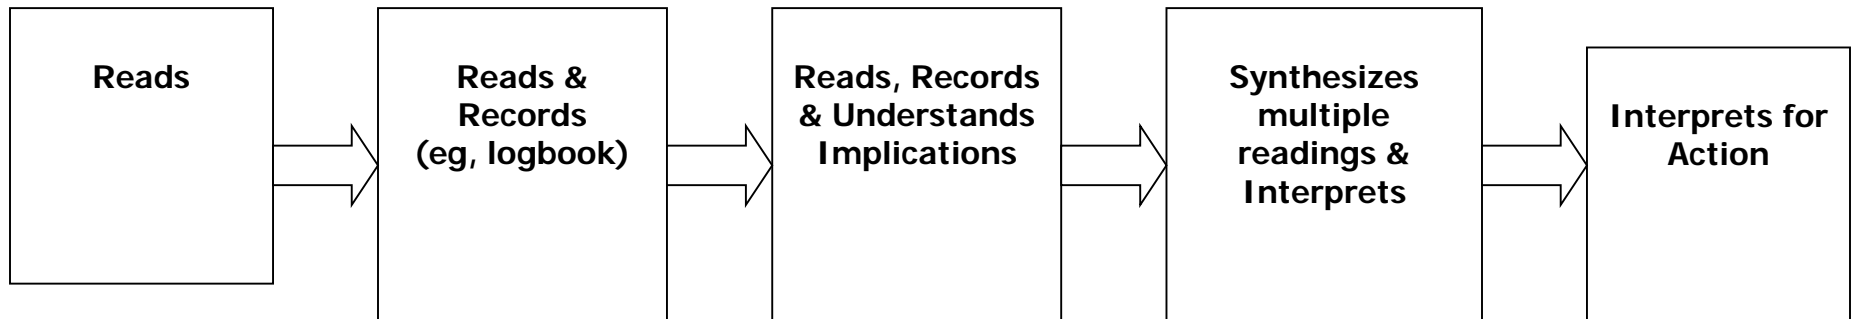 Reads
Reads &
Records
(eg, logbook)
Reads, Records
& Understands
Implications
Synthesizes
multiple
readings &
Interprets
Interprets for
Action